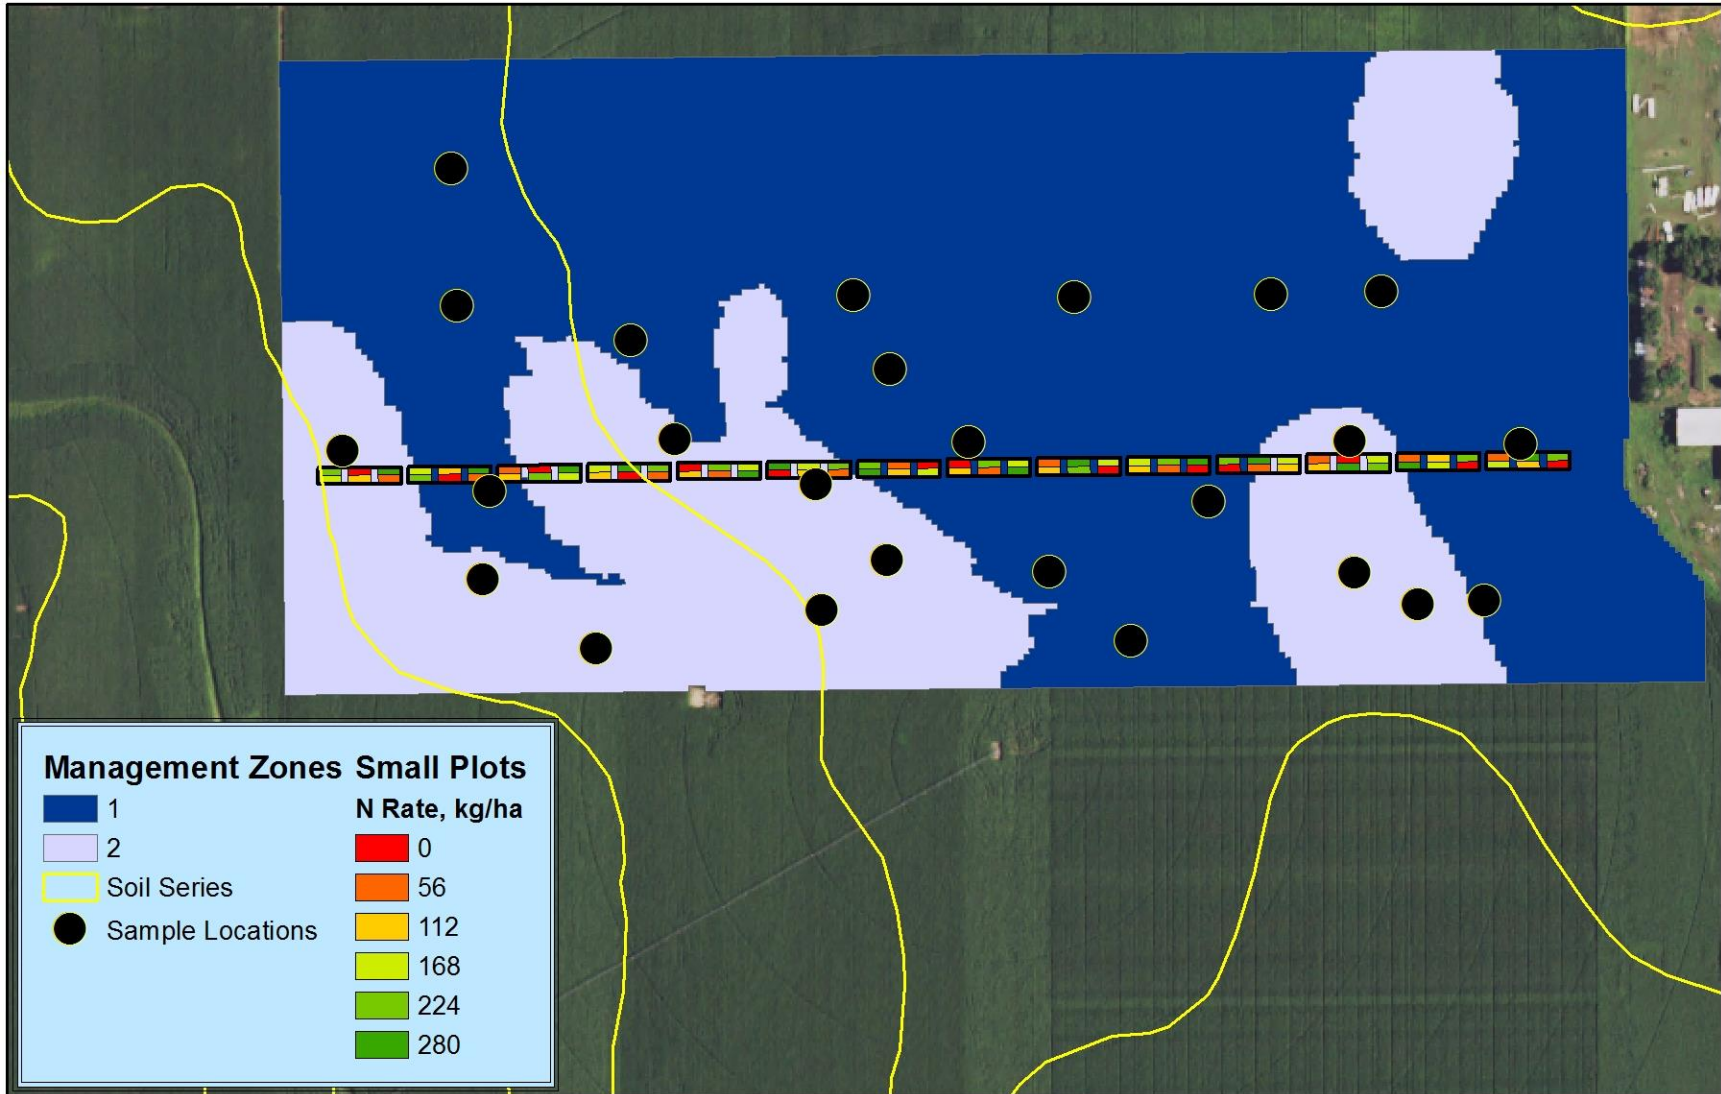 Management Zones Small Plots
1 N Rate, kg/ha
2 0
Soil Series 56
Sample Locations 112
168
224
280